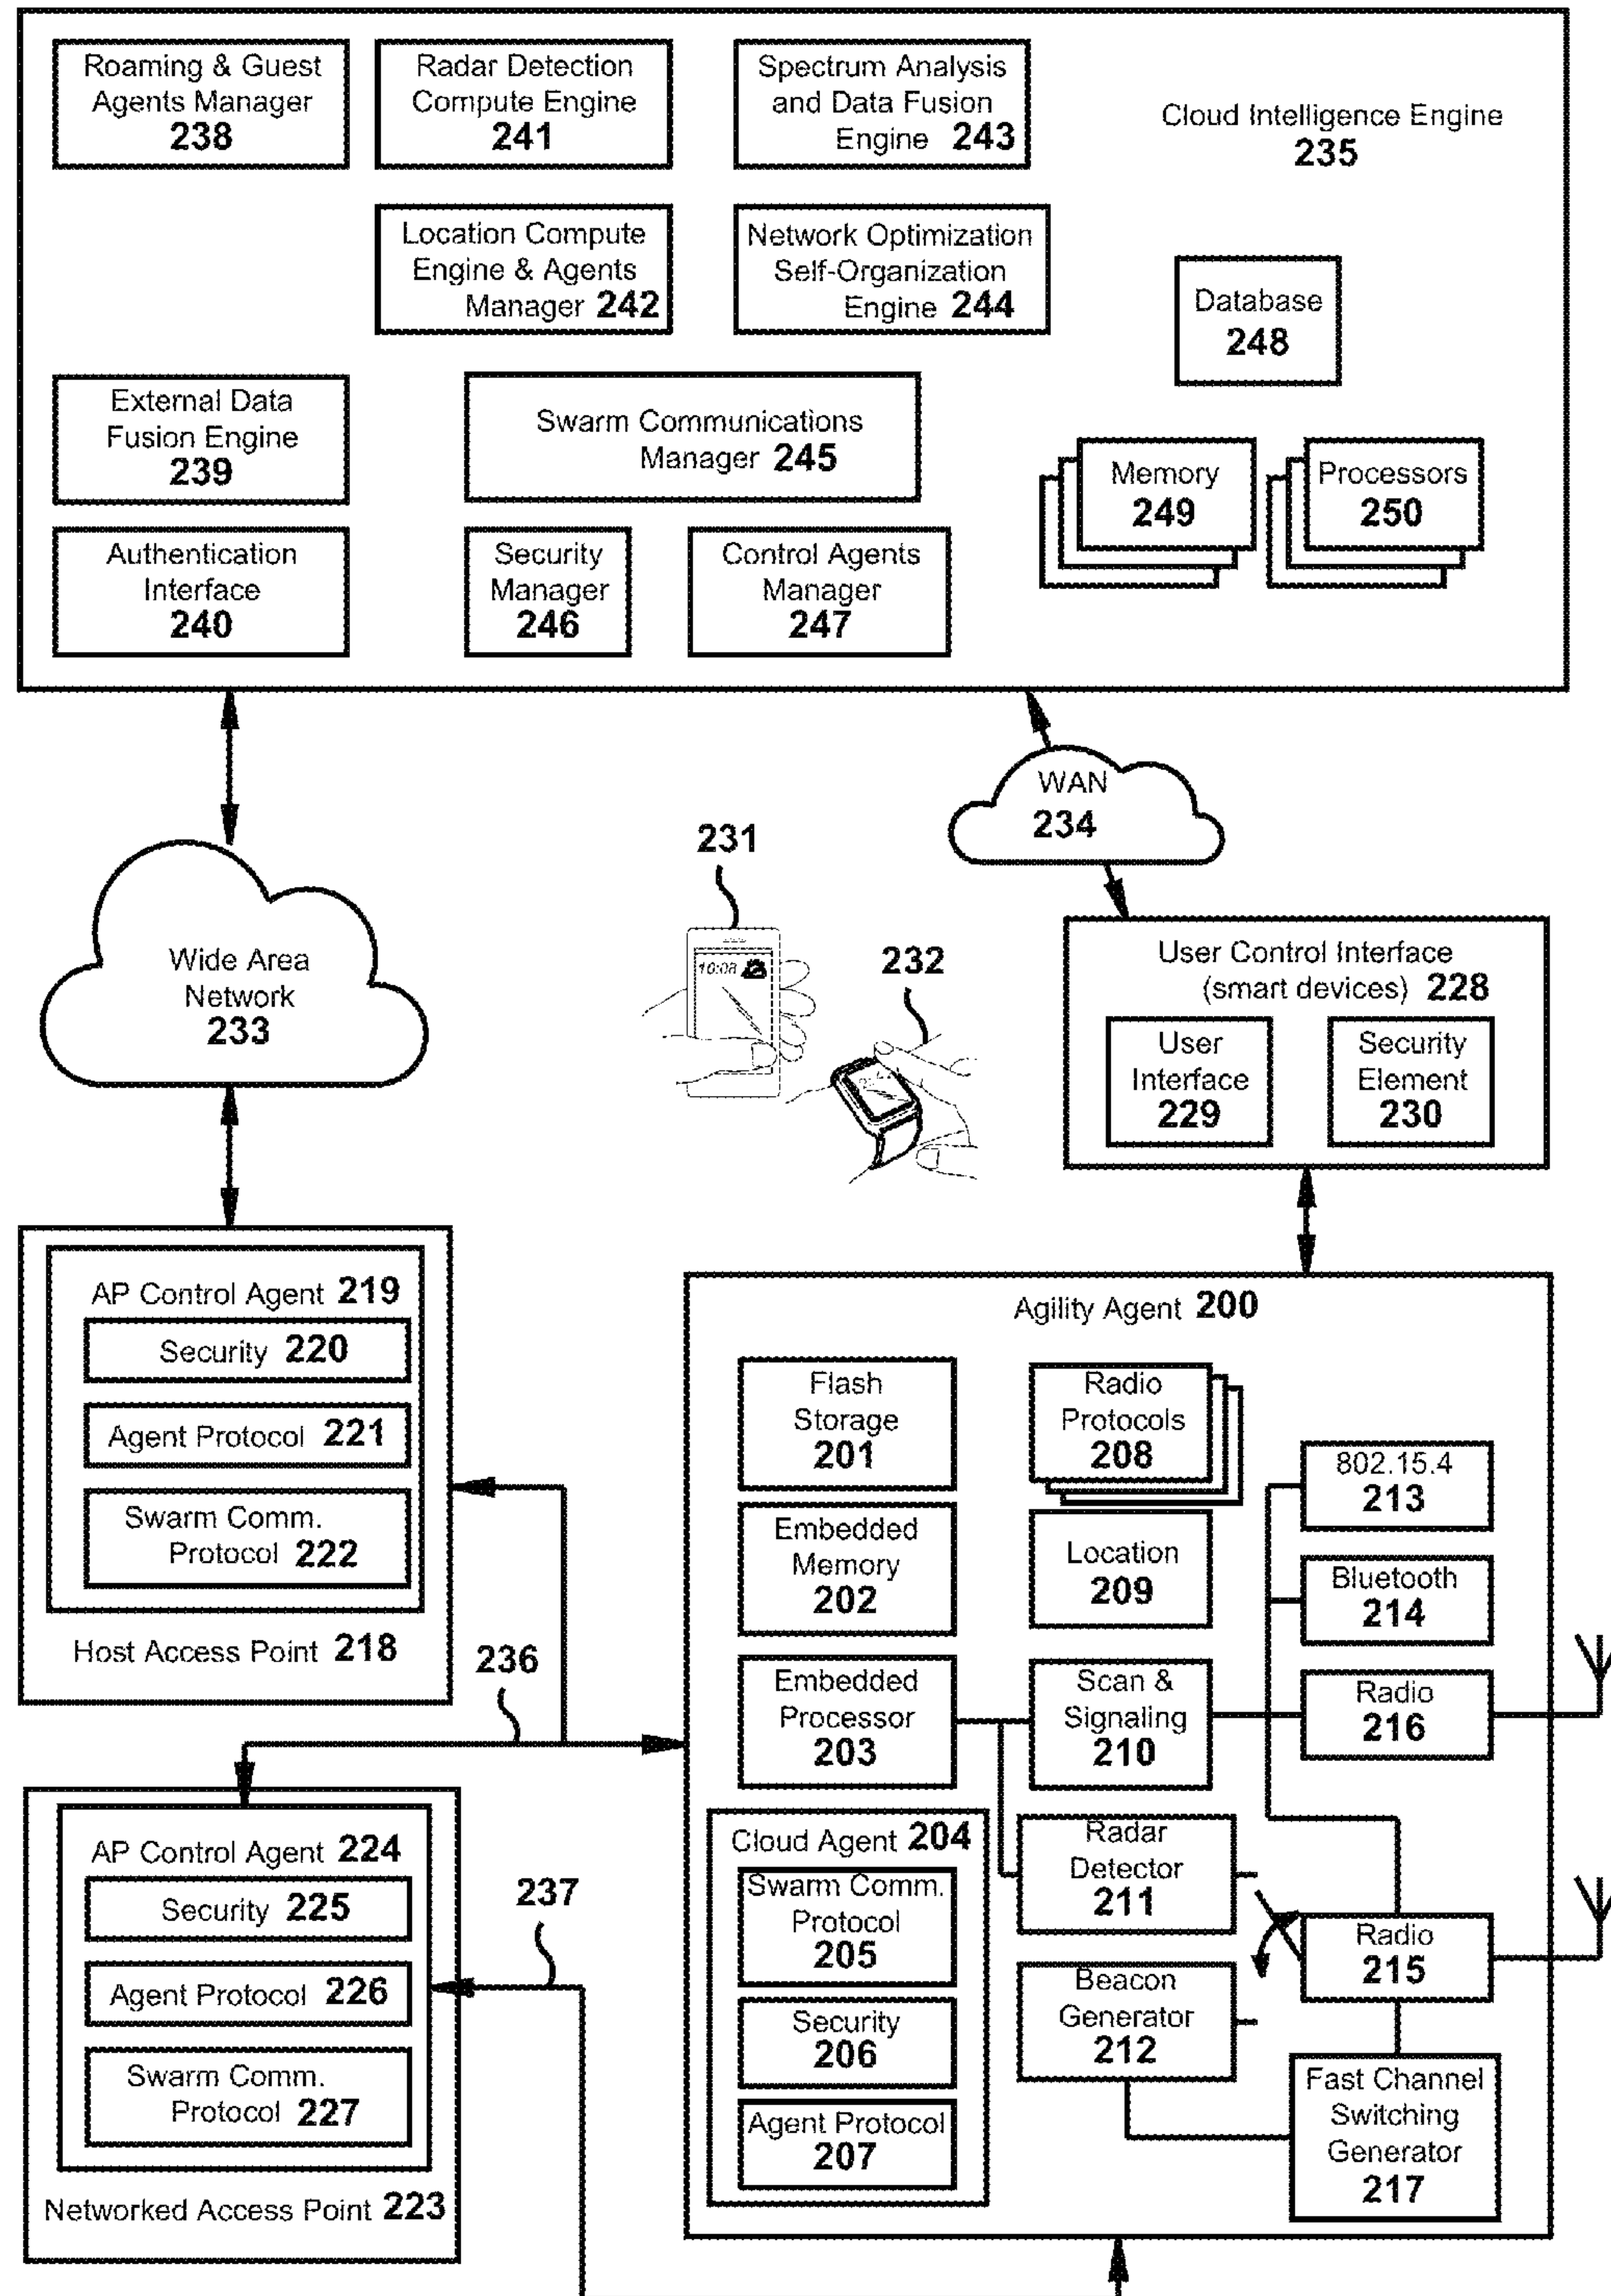 Roaming & Guest
Agents Manager
238
Radar Detection
Compute Engine
241
Spectrum Analysis
and Data Fusion
Engine 243
Cloud Intelligence Engine
235
Location Compute
Engine & Agents
Manager 242
Network Optimization
Self-Organization
Engine 244
Database
248
External Data
Fusion Engine
239
Swarm Communications
Manager 245
Memory
249
Processors
250
Authentication
Interface
240
Security
Manager
246
Control Agents
Manager
247
WAN
234
231
10:08
232
Wide Area
Network
233
User Control Interface
(smart devices) 228
User
Interface
229
Security
Element
230
AP Control Agent 219
Security 220
Agent Protocol 221
Swarm Comm.
Protocol 222
Host Access Point 218
236
AP Control Agent 224
Security 225
Agent Protocol 226
Swarm Comm.
Protocol 227
Networked Access Point 223
237
Agility Agent 200
Flash
Storage
201
Radio
Protocols
208
802.15.4
213
Embedded
Memory
202
Location
209
Bluetooth
214
Embedded
Processor
203
Scan &
Signaling
210
Radio
216
Cloud Agent 204
Swarm Comm.
Protocol
205
Security
206
Agent Protocol
207
Radar
Detector
211
Radio
215
Beacon
Generator
212
Fast Channel
Switching
Generator
217